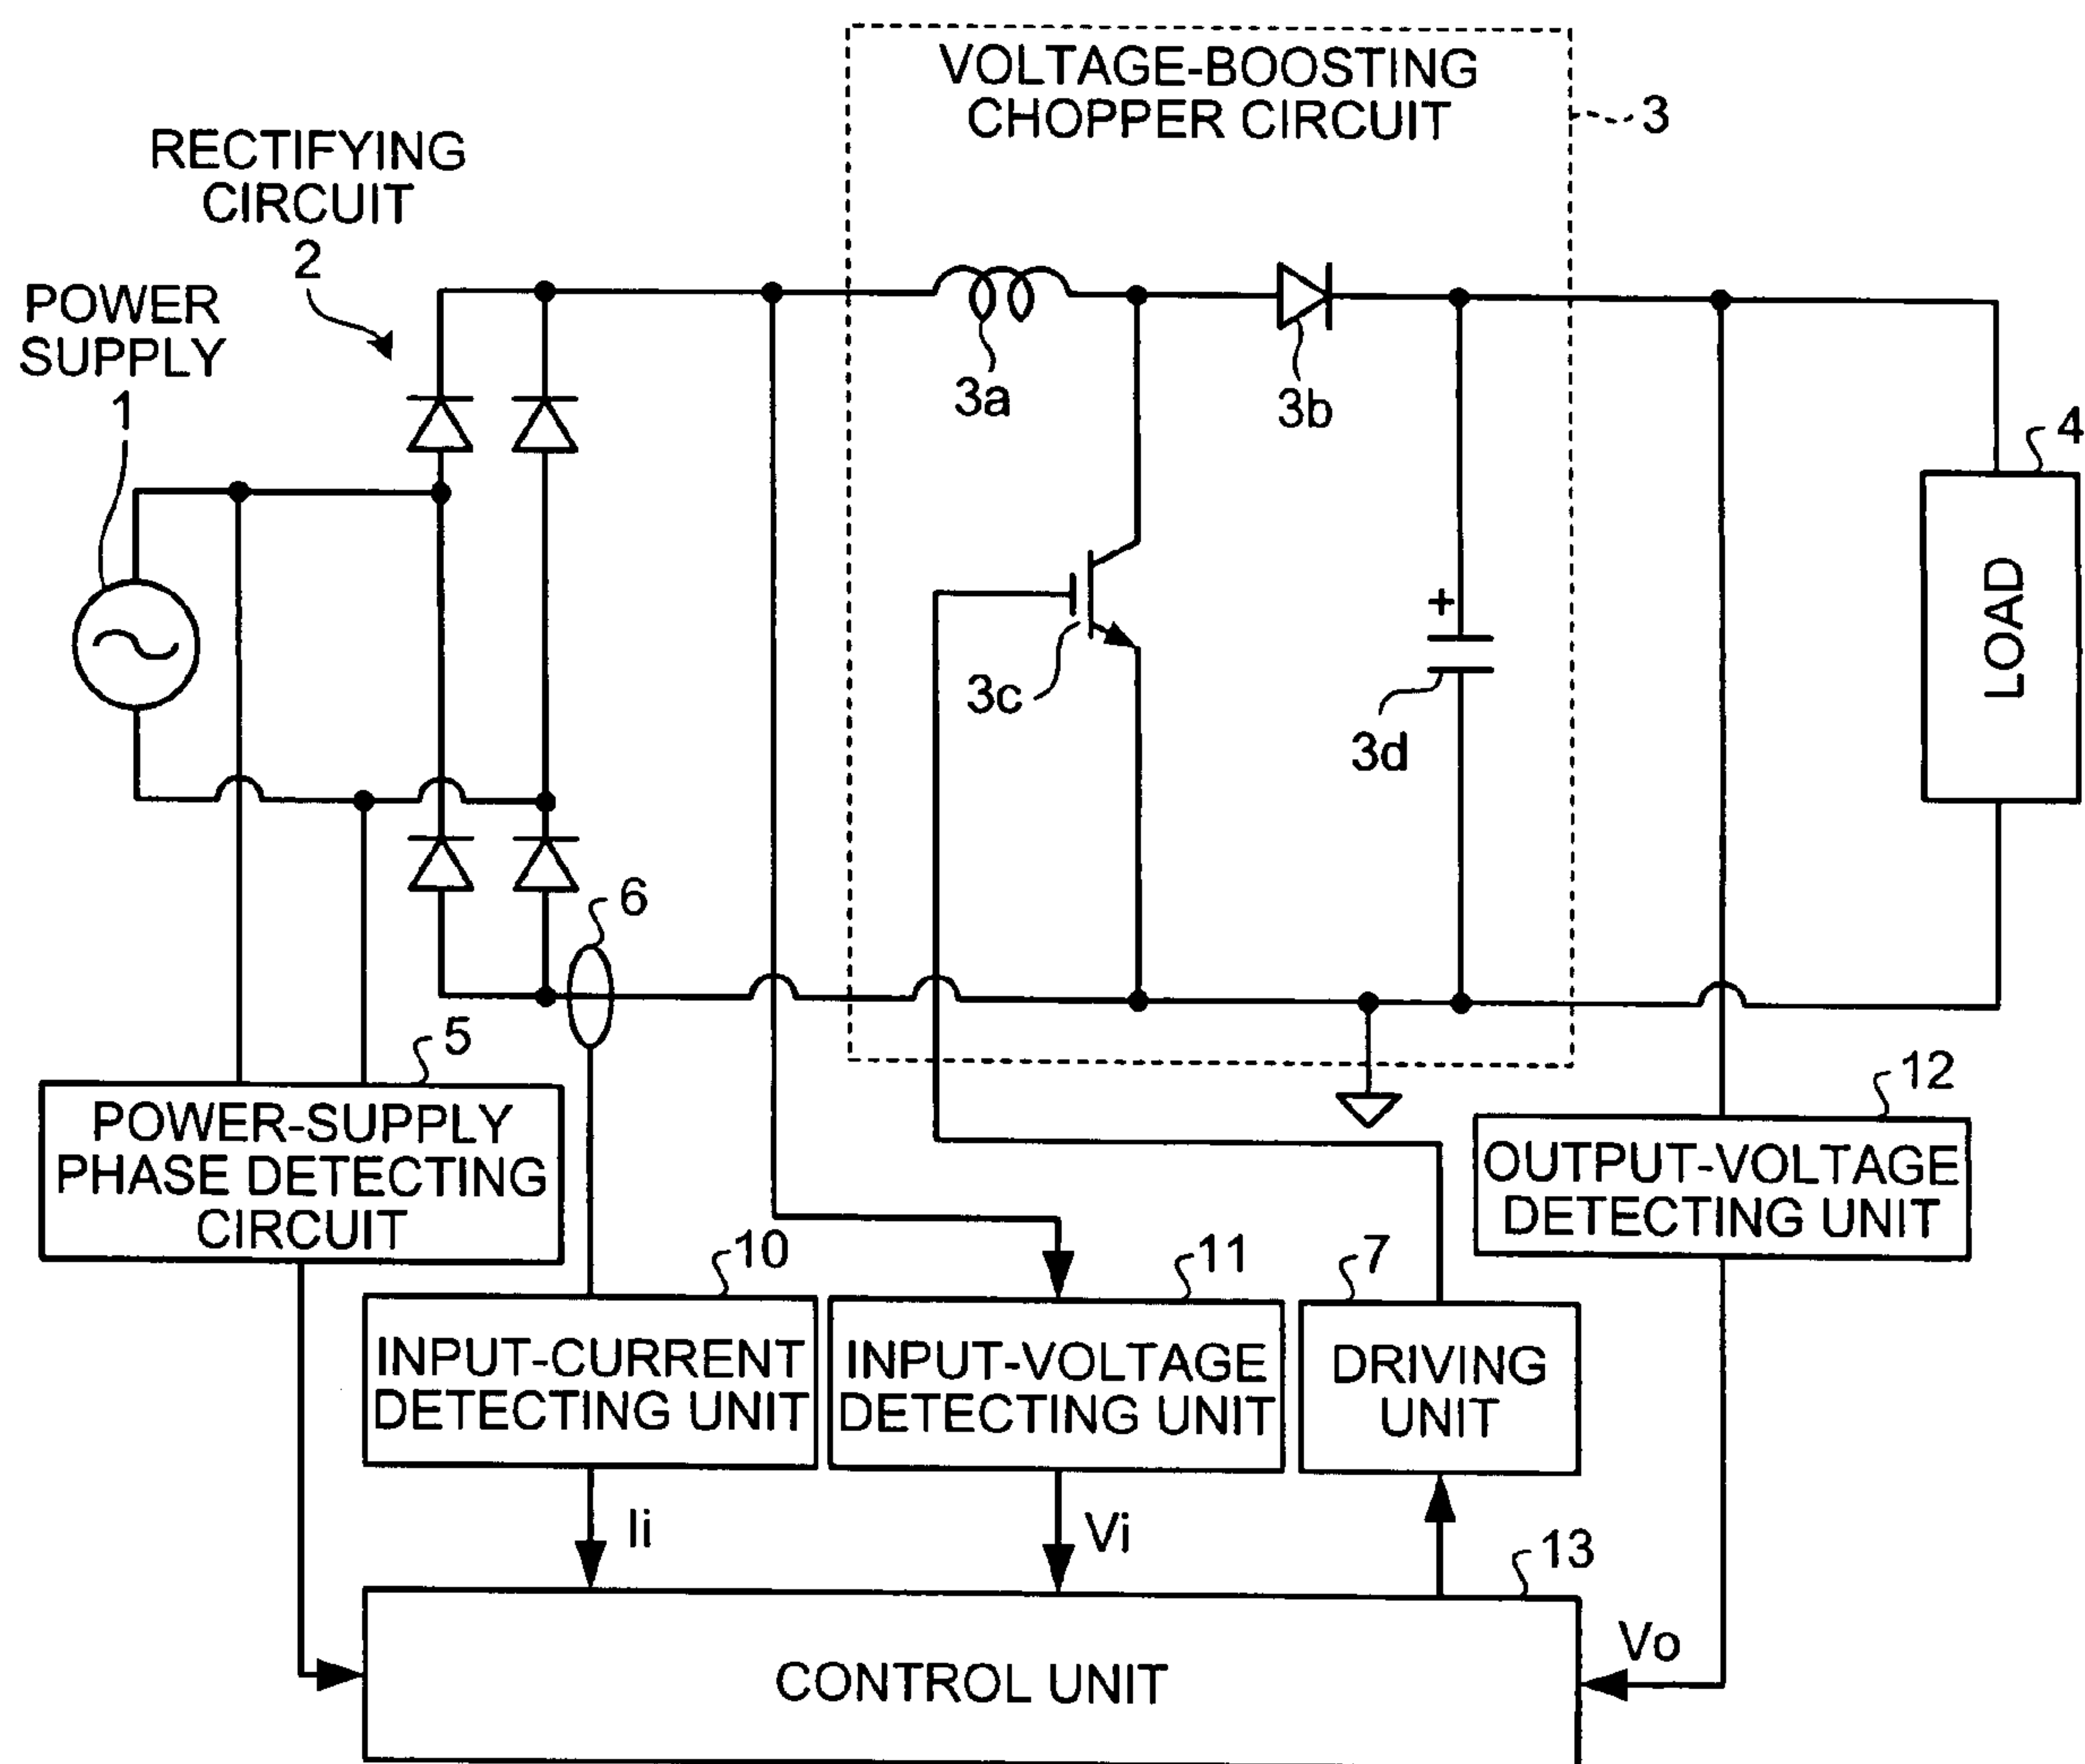 VOLTAGE-BOOSTING
CHOPPER CIRCUIT
3
RECTIFYING
CIRCUIT
2
POWER
SUPPLY
1
3a
3b
4
LOAD
+
3c
3d
6
5
POWER-SUPPLY
PHASE DETECTING
CIRCUIT
12
OUTPUT-VOLTAGE
DETECTING UNIT
10
INPUT-CURRENT
DETECTING UNIT
11
INPUT-VOLTAGE
DETECTING UNIT
7
DRIVING
UNIT
Ii
Vi
13
Vo
CONTROL UNIT